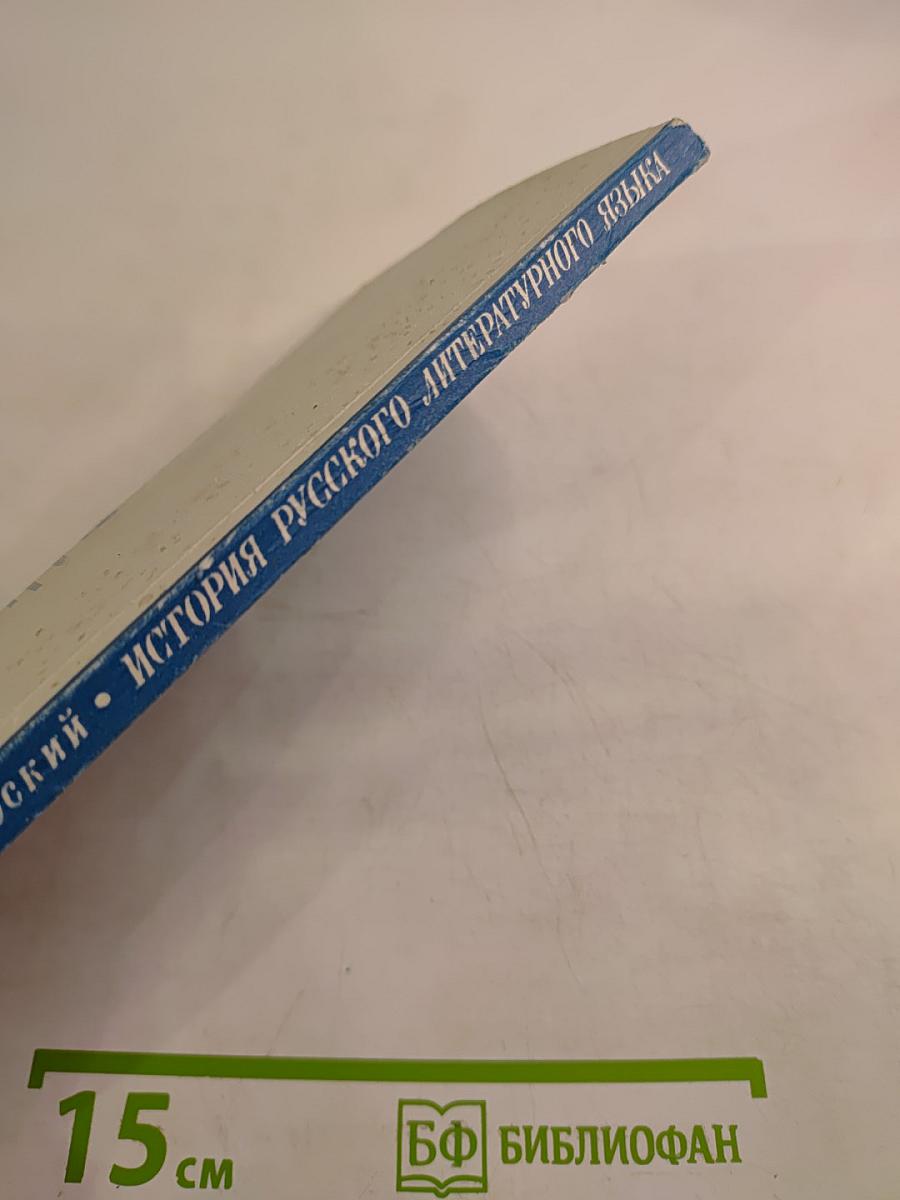 ский • ИСТОРИЯ РУССКОГО ЛИТЕРАТУРНОГО ЯЗЫКА
15 см
БФ БИБЛИОФАН